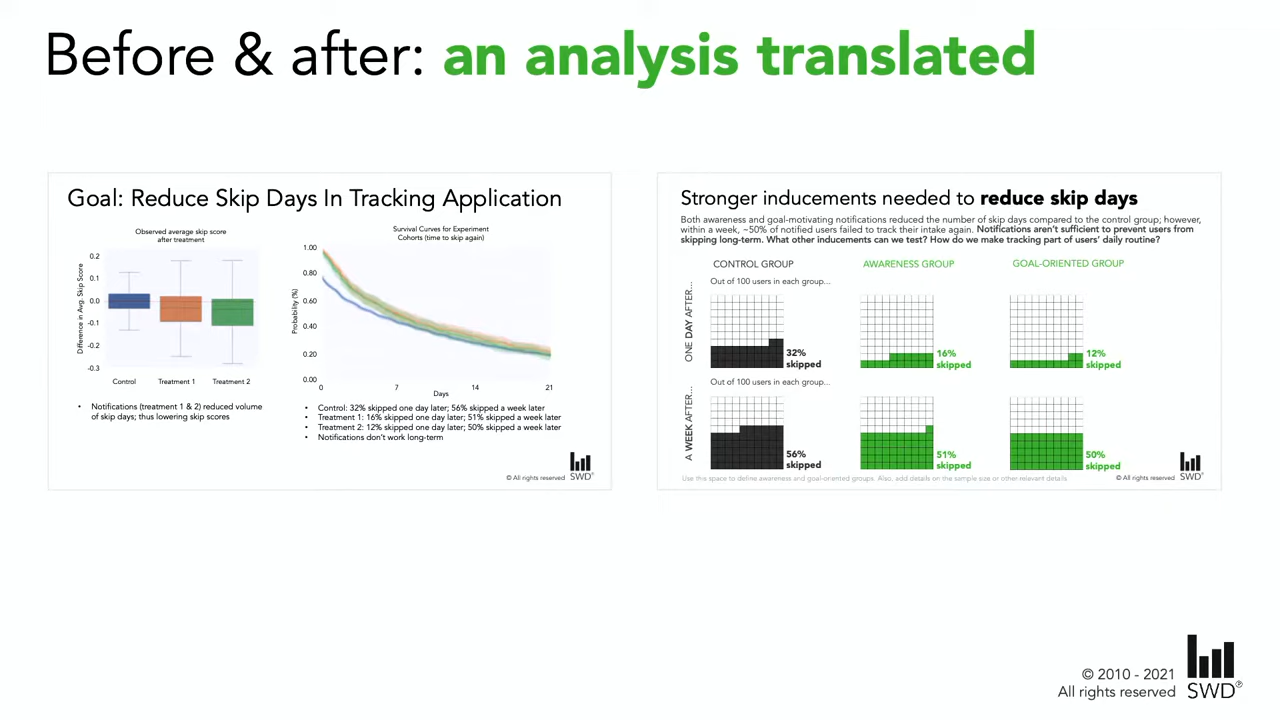 Before & after: an analysis translated
Goal: Reduce Skip Days In Tracking Application
Observed average skip score
after treatment
Difference in Avg. Skip Score
0.2
0.1
0.0
-0.1
-0.2
-0.3
Control
Treatment 1
Treatment 2
• Notifications (treatment 1 & 2) reduced volume
of skip days; thus lowering skip scores
Survival Curves for Experiment
Cohorts (time to skip again)
Probability (%)
1.00
0.80
0.60
0.40
0.20
0.00
0
7
14
21
Days
• Control: 32% skipped one day later; 56% skipped a week later
• Treatment 1: 16% skipped one day later; 51% skipped a week later
• Treatment 2: 12% skipped one day later; 50% skipped a week later
• Notifications don't work long-term
© All rights reserved
SWD®
Stronger inducements needed to reduce skip days
Both awareness and goal-motivating notifications reduced the number of skip days compared to the control group; however,
within a week, ~50% of notified users failed to track their intake again. Notifications aren't sufficient to prevent users from
skipping long-term. What other inducements can we test? How do we make tracking part of users' daily routine?
CONTROL GROUP
AWARENESS GROUP
GOAL-ORIENTED GROUP
ONE DAY AFTER...
Out of 100 users in each group...
32%
skipped
16%
skipped
12%
skipped
A WEEK AFTER...
Out of 100 users in each group...
56%
skipped
51%
skipped
50%
skipped
Use this space to define awareness and goal-oriented groups. Also, add details on the sample size or other relevant details
© All rights reserved
SWD®
© 2010 - 2021
All rights reserved
SWD®